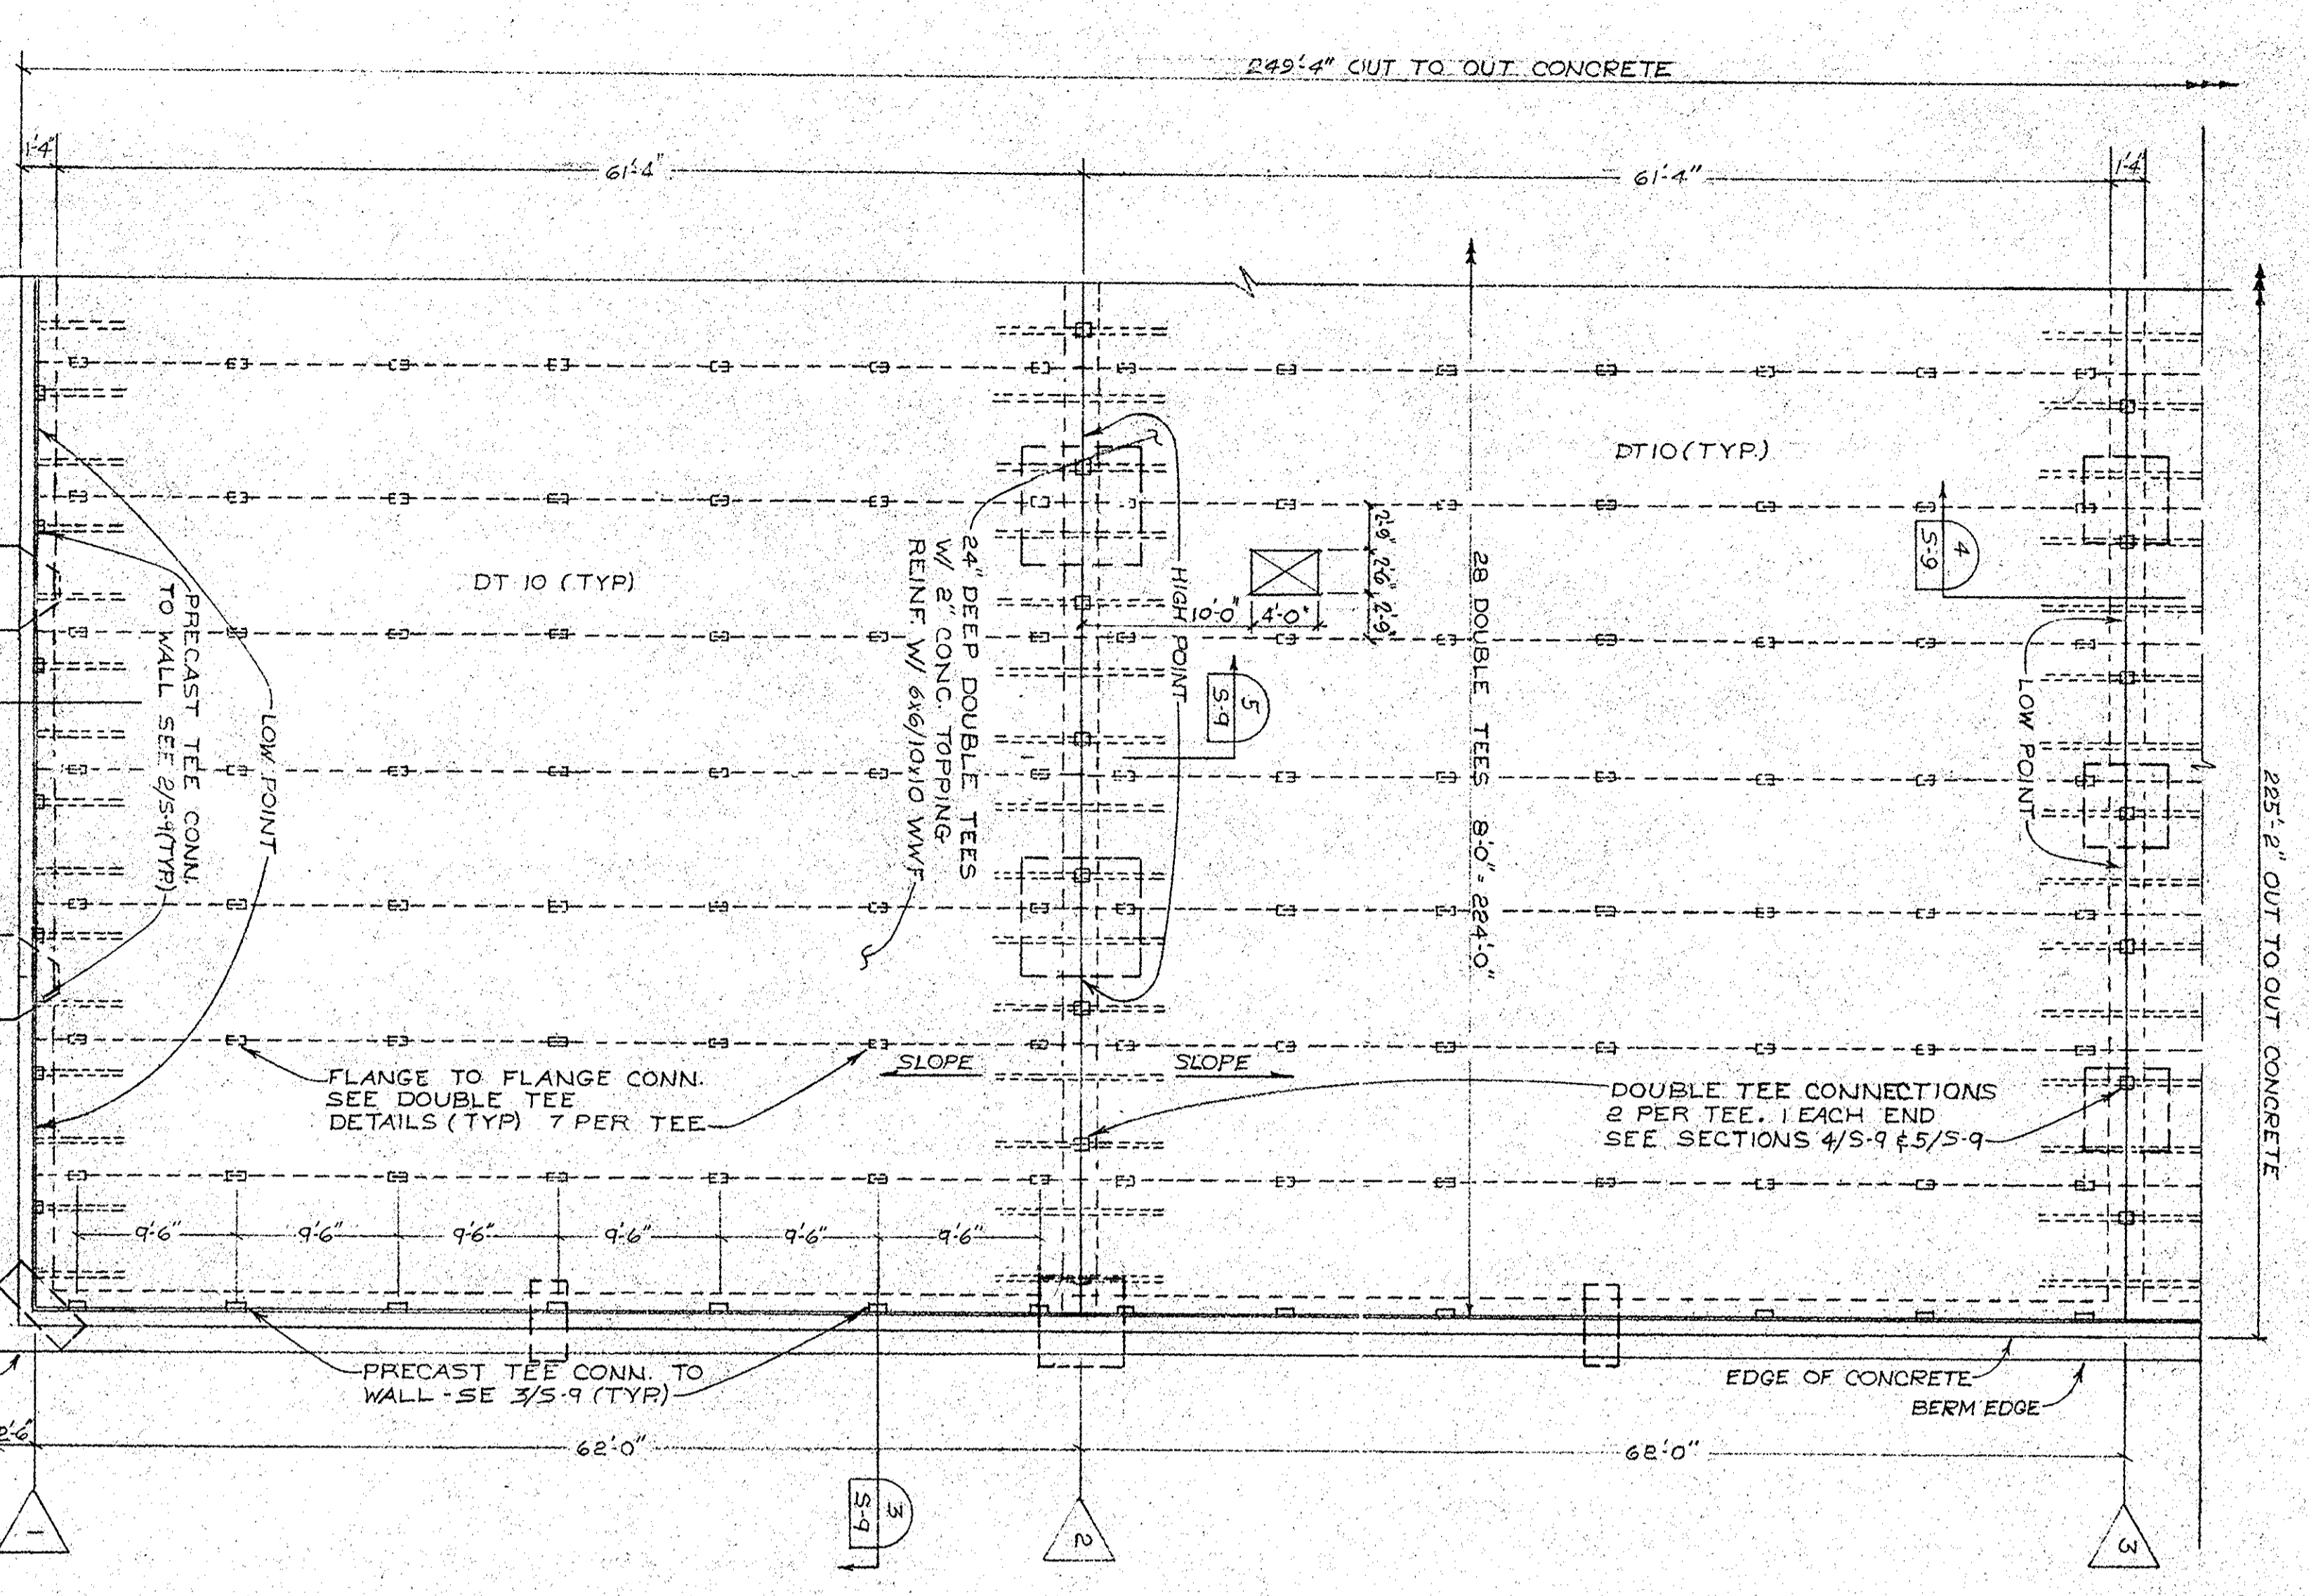 249'-4" OUT TO OUT CONCRETE
1'-4"
61'-4"
61'-4"
1'-4"
DT10 (TYP.)
DT 10 (TYP)
24" DEEP DOUBLE TEES
W/ 2" CONC. TOPPING
REINF W/ 6x6/10x10 WWF
HIGH POINT
10'-0"
4'-0"
2'-9"
2'-6"
2'-9"
28 DOUBLE TEES 8'-0" = 224'-0"
4
S-9
5
S-9
LOW POINT
225'-2" OUT TO OUT CONCRETE
PRECAST TEE CONN.
TO WALL SEE 2/S-9 (TYP)
LOW POINT
SLOPE
SLOPE
FLANGE TO FLANGE CONN.
SEE DOUBLE TEE
DETAILS (TYP) 7 PER TEE
DOUBLE TEE CONNECTIONS
2 PER TEE. 1 EACH END
SEE SECTIONS 4/S-9 & 5/S-9
9'-6"
9'-6"
9'-6"
9'-6"
9'-6"
9'-6"
PRECAST TEE CONN. TO
WALL - SE 3/S-9 (TYP.)
EDGE OF CONCRETE
BERM EDGE
62'-0"
62'-0"
3
S-9
1
2
3